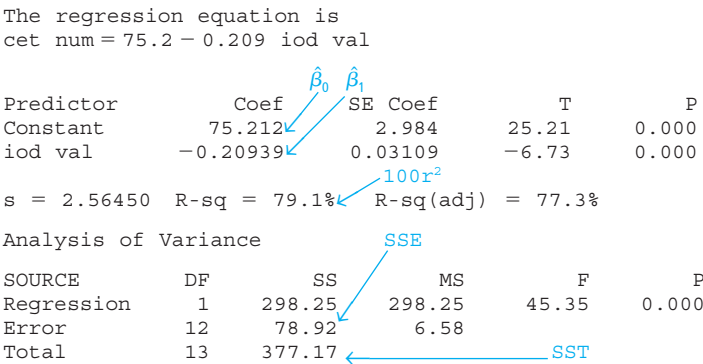 The regression equation is
cet num = 75.2 − 0.209 iod val
β̂₀ β̂₁
Predictor Coef SE Coef T P
Constant 75.212 2.984 25.21 0.000
iod val −0.20939 0.03109 −6.73 0.000
100r²
s = 2.56450 R-sq = 79.1% R-sq(adj) = 77.3%
Analysis of Variance SSE
SOURCE DF SS MS F P
Regression 1 298.25 298.25 45.35 0.000
Error 12 78.92 6.58
Total 13 377.17 SST